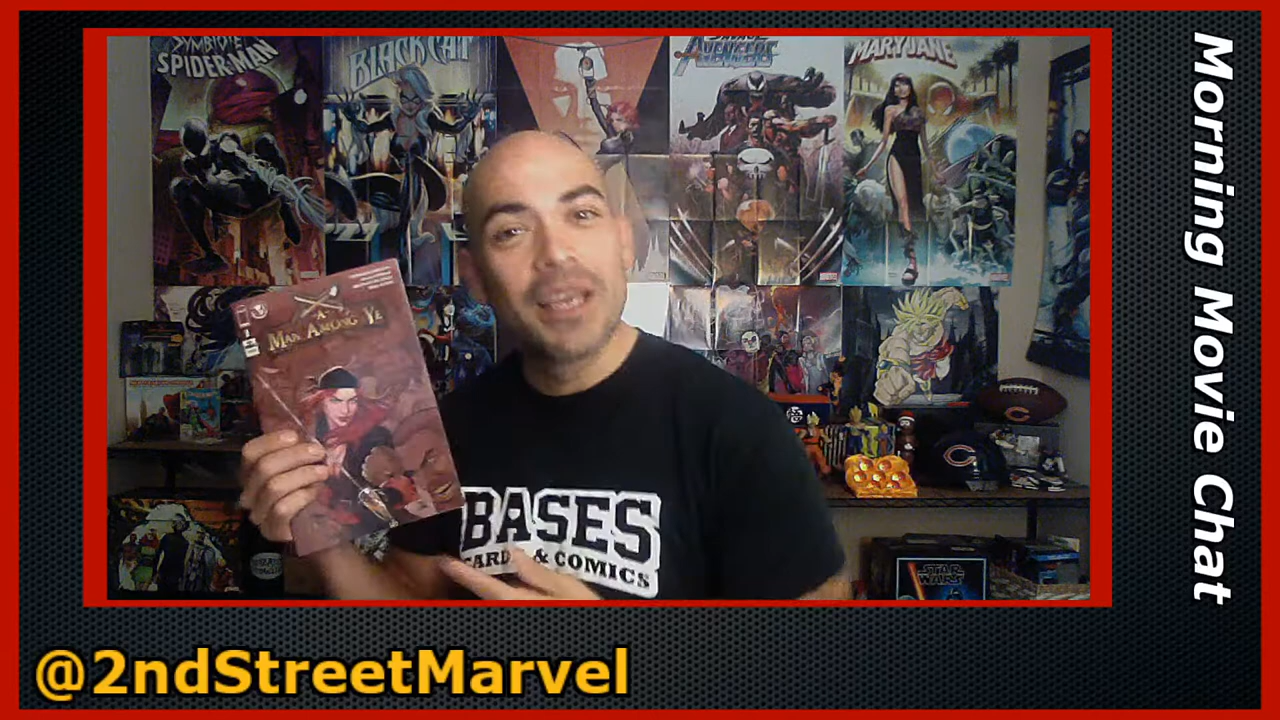 SYMBIOTE
SPIDER-MAN
BLACK CAT
AVENGERS
MARY JANE
A
MAN AMONG YE
BASES
CARDS & COMICS
STAR
WARS
Morning Movie Chat
@2ndStreetMarvel